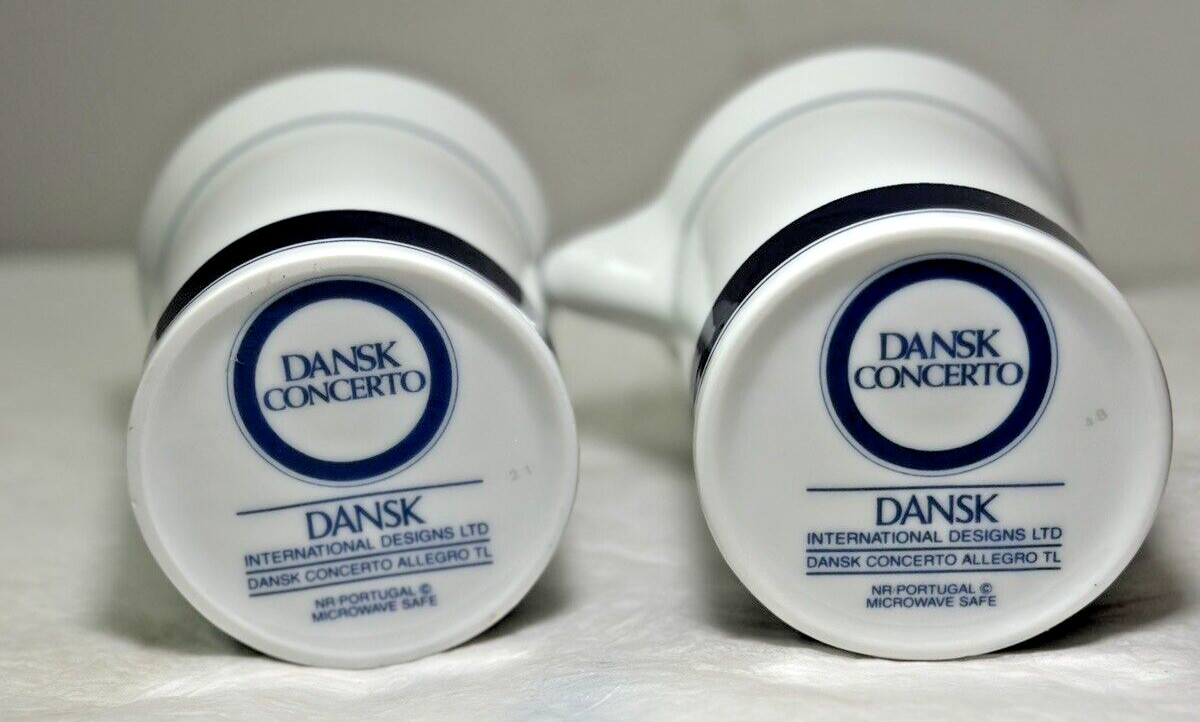 DANSK
CONCERTO
DANSK
INTERNATIONAL DESIGNS LTD
DANSK CONCERTO ALLEGRO TL
NR·PORTUGAL ©
MICROWAVE SAFE
21
DANSK
CONCERTO
DANSK
INTERNATIONAL DESIGNS LTD
DANSK CONCERTO ALLEGRO TL
NR·PORTUGAL ©
MICROWAVE SAFE